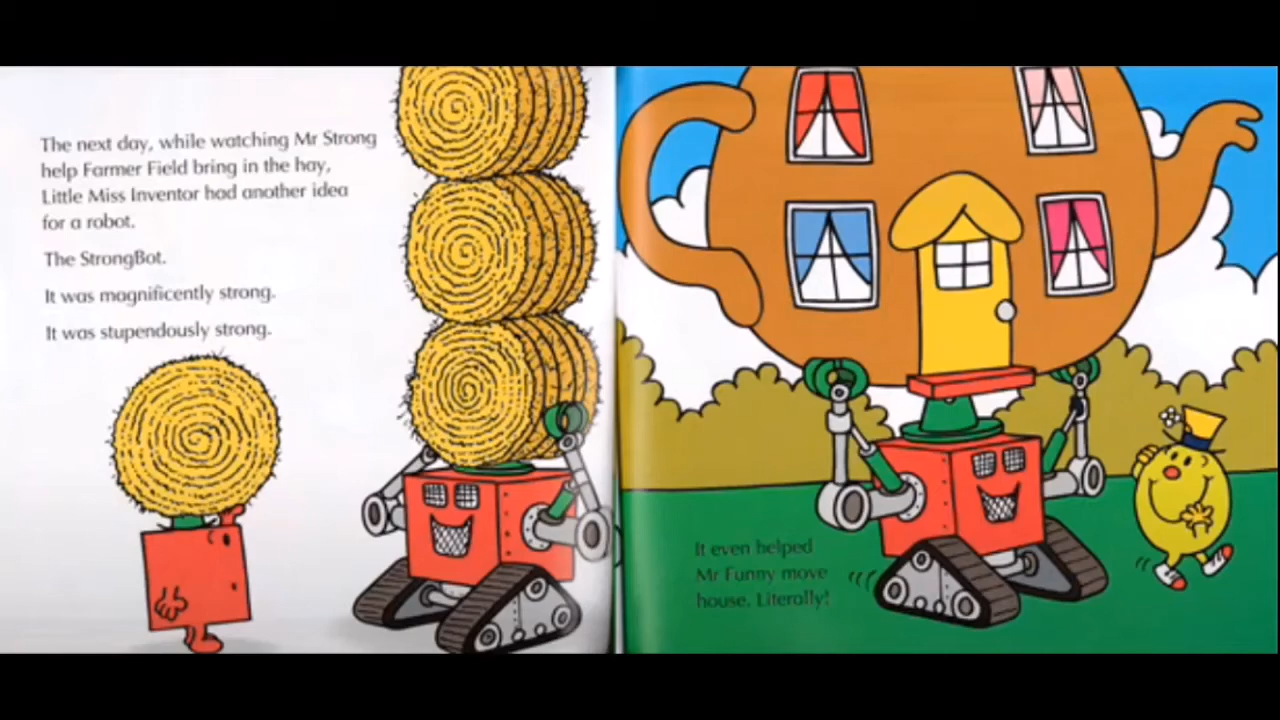 The next day, while watching Mr Strong
help Farmer Field bring in the hay,
Little Miss Inventor had another idea
for a robot.
The StrongBot.
It was magnificently strong.
It was stupendously strong.
It even helped
Mr Funny move
house. Literally!